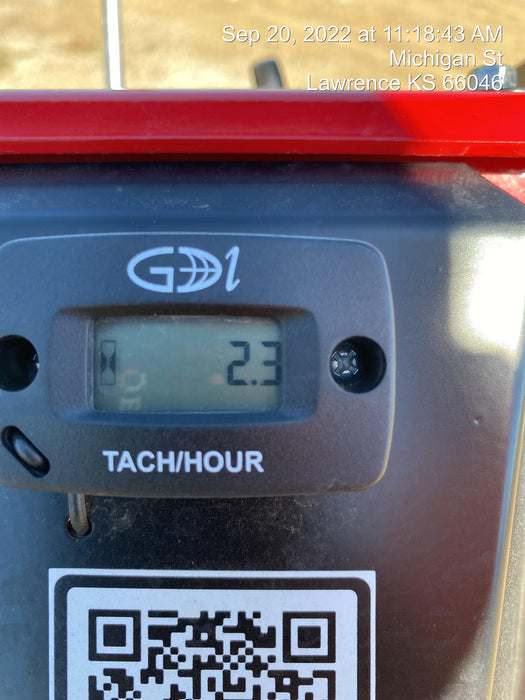 Sep 20, 2022 at 11:18:43 AM
Michigan St
Lawrence KS 66046
GDI
2.3
TACH/HOUR